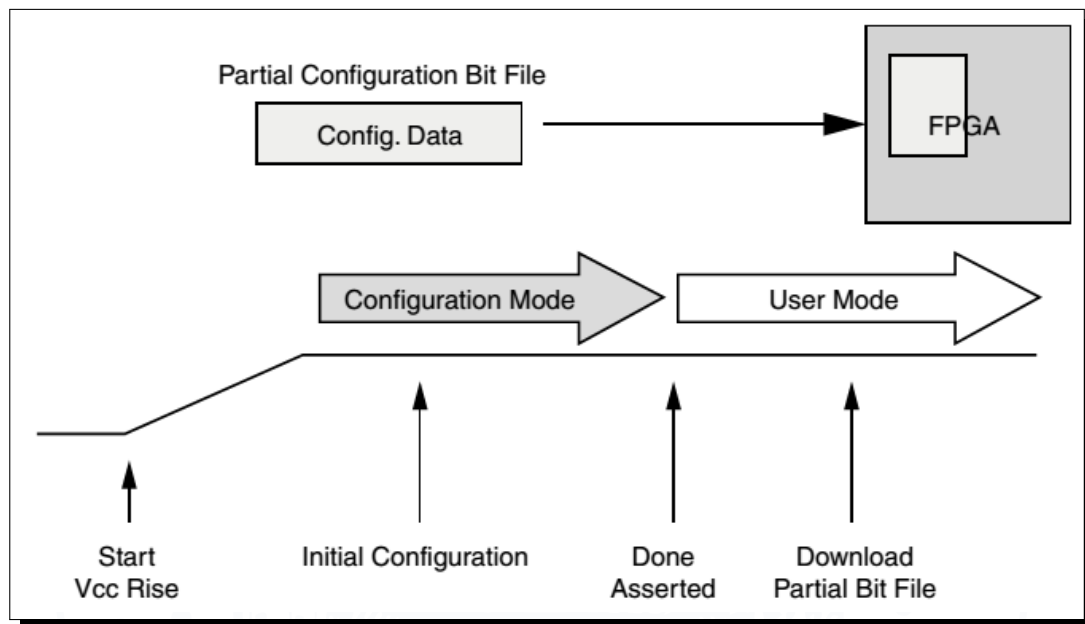 Partial Configuration Bit File
Config. Data
FPGA
Configuration Mode
User Mode
Start
Vcc Rise
Initial Configuration
Done
Asserted
Download
Partial Bit File